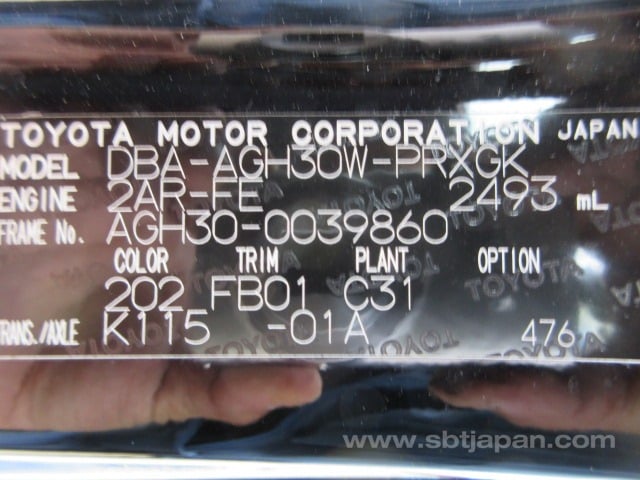 TOYOTA MOTOR CORPORATION JAPAN
MODEL DBA-AGH30W-PRXGK
ENGINE 2AR-FE 2493 mL
FRAME No. AGH30-0039860
COLOR TRIM PLANT OPTION
202 FB01 C31
TRANS./AXLE K115 -01A 476
www.sbtjapan.com